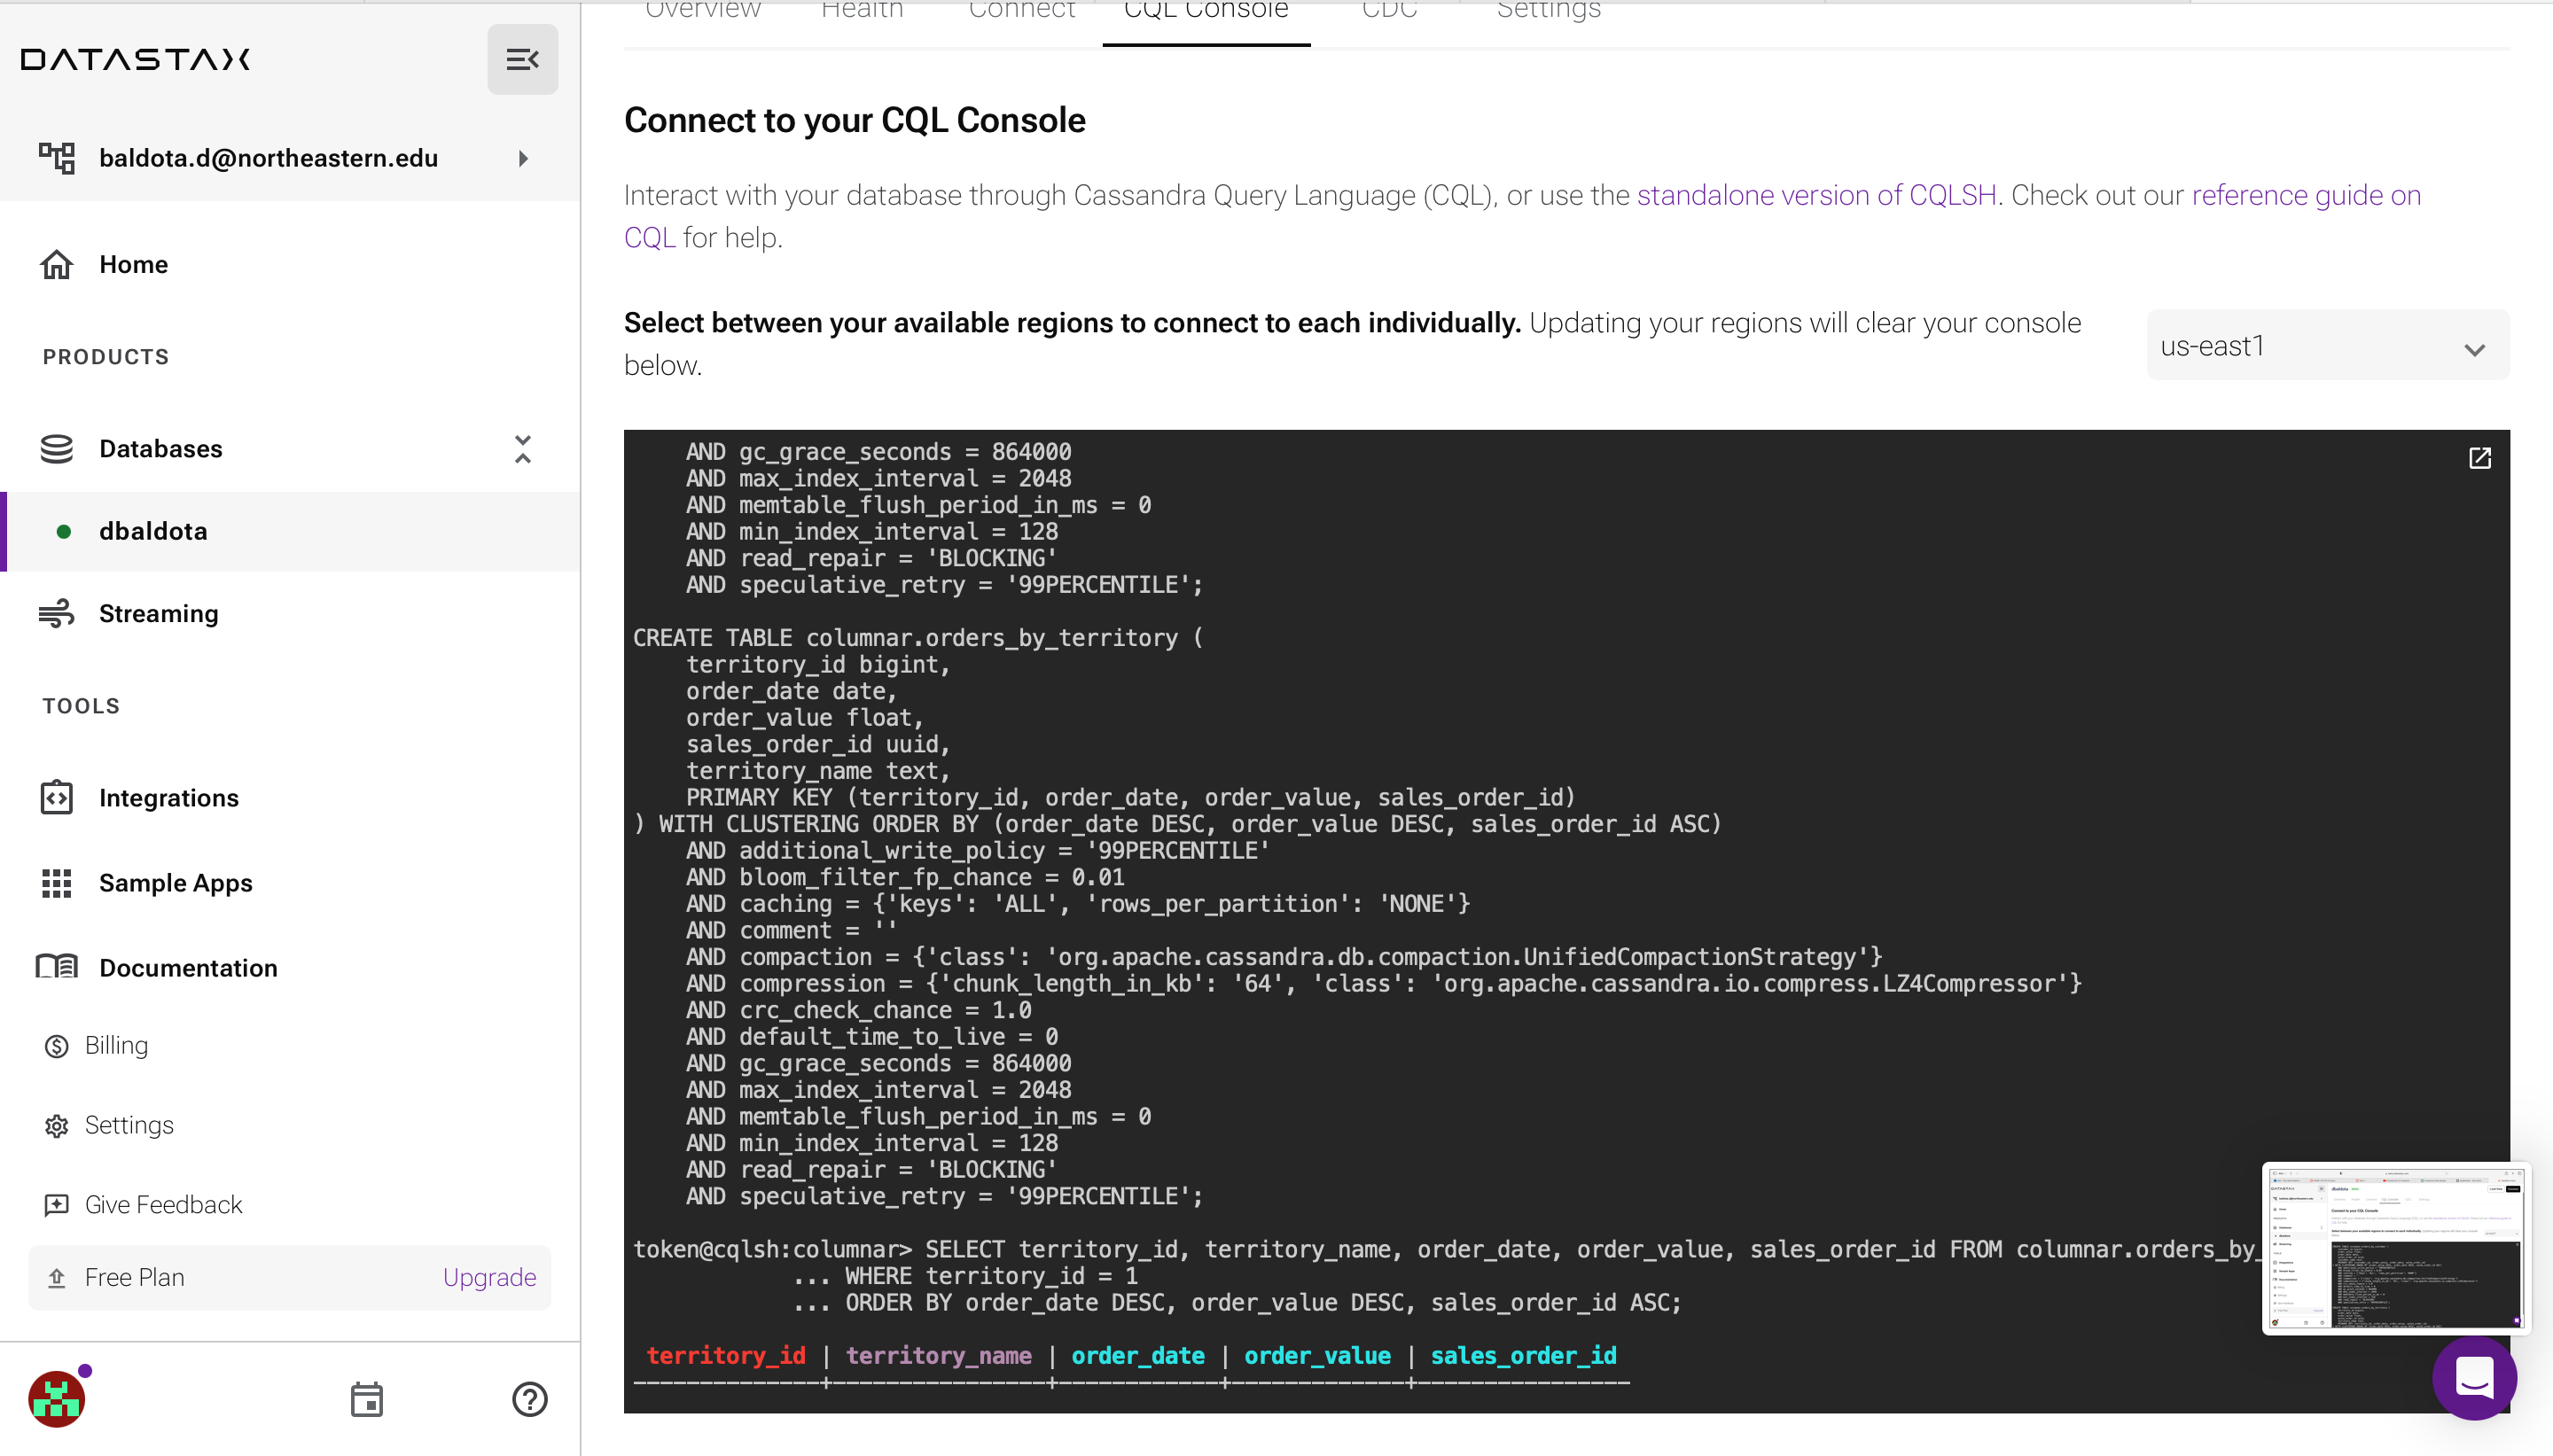 Overview Health Connect CQL Console CDC Settings
DATASTAX
baldota.d@northeastern.edu
Home
PRODUCTS
Databases
dbaldota
Streaming
TOOLS
Integrations
Sample Apps
Documentation
Billing
Settings
Give Feedback
Free Plan Upgrade
Connect to your CQL Console
Interact with your database through Cassandra Query Language (CQL), or use the standalone version of CQLSH. Check out our reference guide on
CQL for help.
Select between your available regions to connect to each individually. Updating your regions will clear your console
below.
us-east1
AND gc_grace_seconds = 864000
AND max_index_interval = 2048
AND memtable_flush_period_in_ms = 0
AND min_index_interval = 128
AND read_repair = 'BLOCKING'
AND speculative_retry = '99PERCENTILE';
CREATE TABLE columnar.orders_by_territory (
territory_id bigint,
order_date date,
order_value float,
sales_order_id uuid,
territory_name text,
PRIMARY KEY (territory_id, order_date, order_value, sales_order_id)
) WITH CLUSTERING ORDER BY (order_date DESC, order_value DESC, sales_order_id ASC)
AND additional_write_policy = '99PERCENTILE'
AND bloom_filter_fp_chance = 0.01
AND caching = {'keys': 'ALL', 'rows_per_partition': 'NONE'}
AND comment = ''
AND compaction = {'class': 'org.apache.cassandra.db.compaction.UnifiedCompactionStrategy'}
AND compression = {'chunk_length_in_kb': '64', 'class': 'org.apache.cassandra.io.compress.LZ4Compressor'}
AND crc_check_chance = 1.0
AND default_time_to_live = 0
AND gc_grace_seconds = 864000
AND max_index_interval = 2048
AND memtable_flush_period_in_ms = 0
AND min_index_interval = 128
AND read_repair = 'BLOCKING'
AND speculative_retry = '99PERCENTILE';
token@cqlsh:columnar> SELECT territory_id, territory_name, order_date, order_value, sales_order_id FROM columnar.orders_by_
... WHERE territory_id = 1
... ORDER BY order_date DESC, order_value DESC, sales_order_id ASC;
territory_id | territory_name | order_date | order_value | sales_order_id
--------------+----------------+------------+-------------+----------------